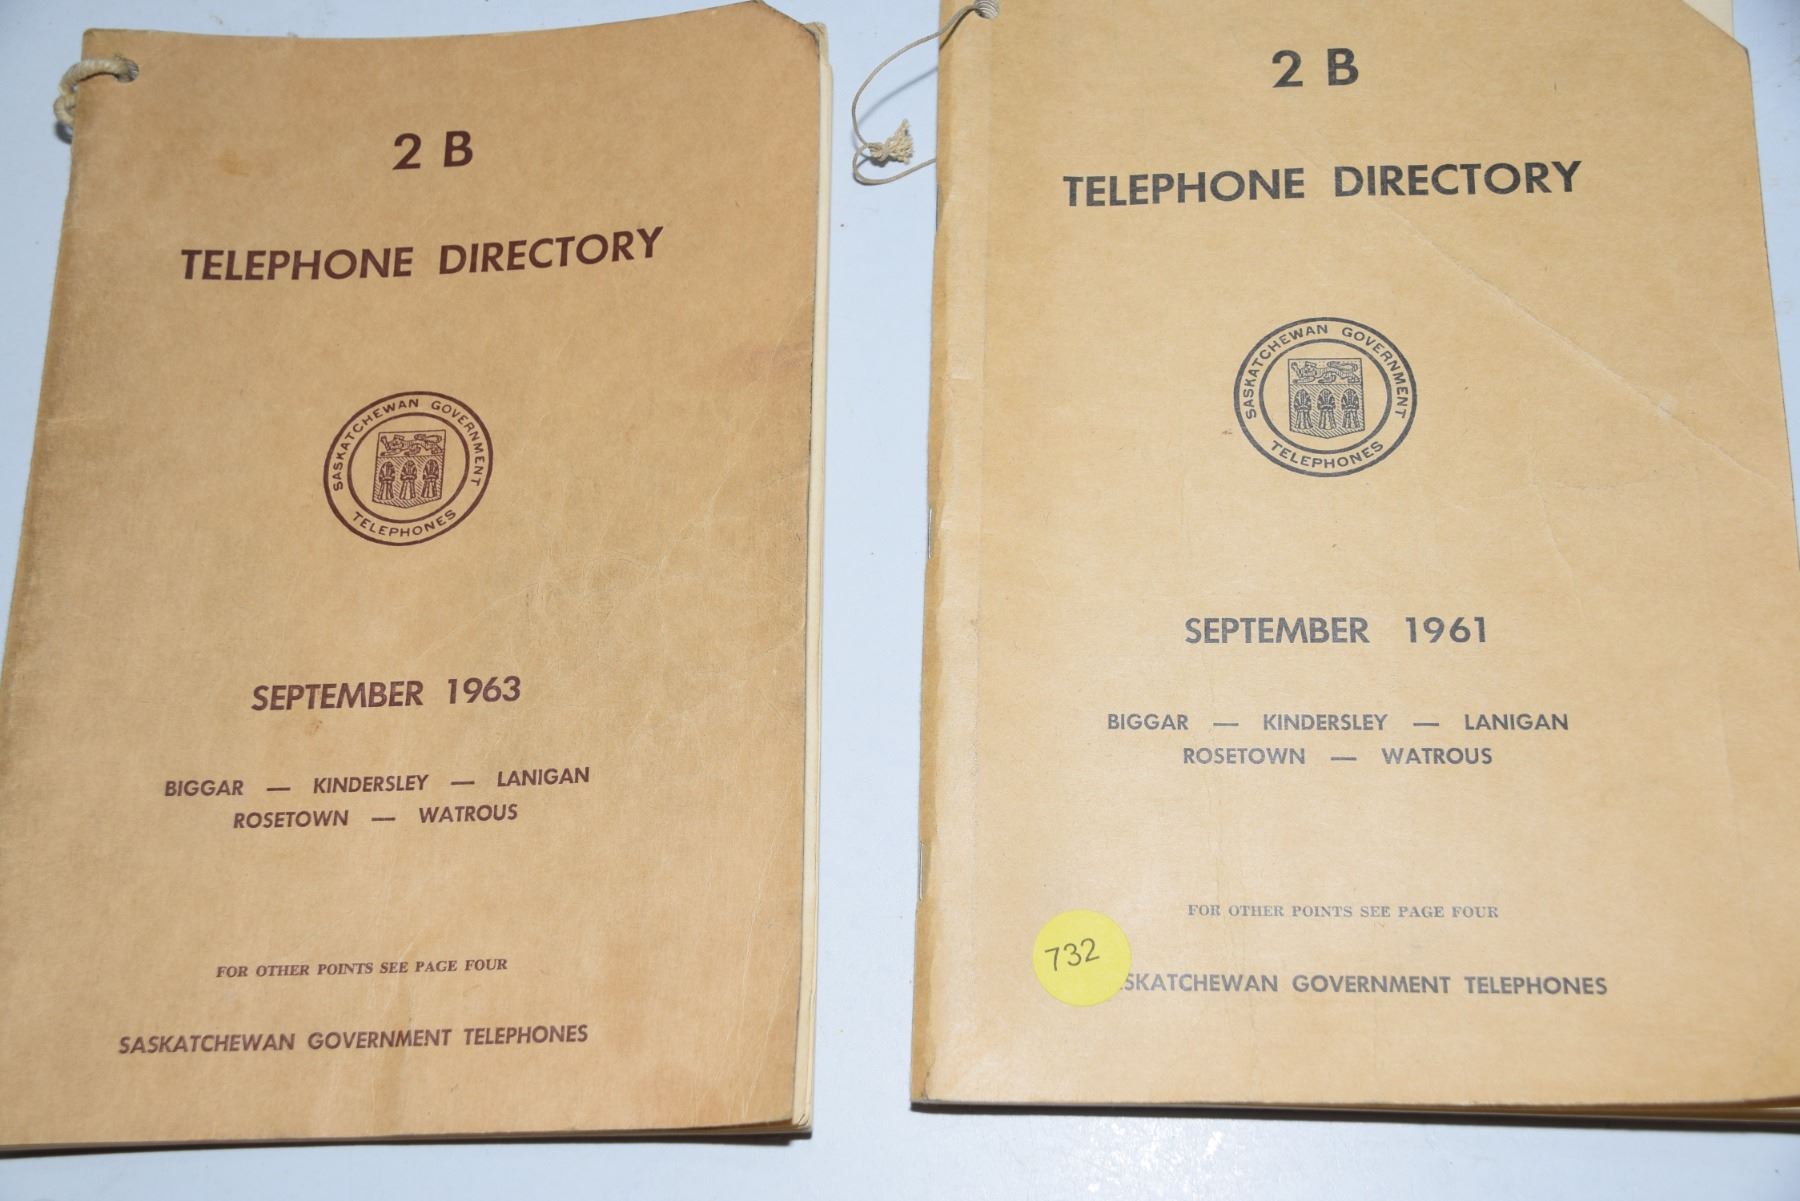 2 B
TELEPHONE DIRECTORY
SASKATCHEWAN GOVERNMENT
TELEPHONES
SEPTEMBER 1963
BIGGAR — KINDERSLEY — LANIGAN
ROSETOWN — WATROUS
FOR OTHER POINTS SEE PAGE FOUR
SASKATCHEWAN GOVERNMENT TELEPHONES
2 B
TELEPHONE DIRECTORY
SASKATCHEWAN GOVERNMENT
TELEPHONES
SEPTEMBER 1961
BIGGAR — KINDERSLEY — LANIGAN
ROSETOWN — WATROUS
FOR OTHER POINTS SEE PAGE FOUR
732
SKATCHEWAN GOVERNMENT TELEPHONES